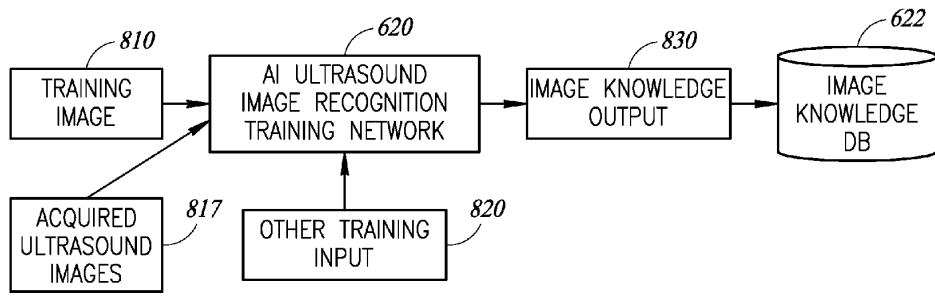 810
TRAINING
IMAGE
620
AI ULTRASOUND
IMAGE RECOGNITION
TRAINING NETWORK
830
IMAGE KNOWLEDGE
OUTPUT
622
IMAGE
KNOWLEDGE
DB
817
ACQUIRED
ULTRASOUND
IMAGES
820
OTHER TRAINING
INPUT